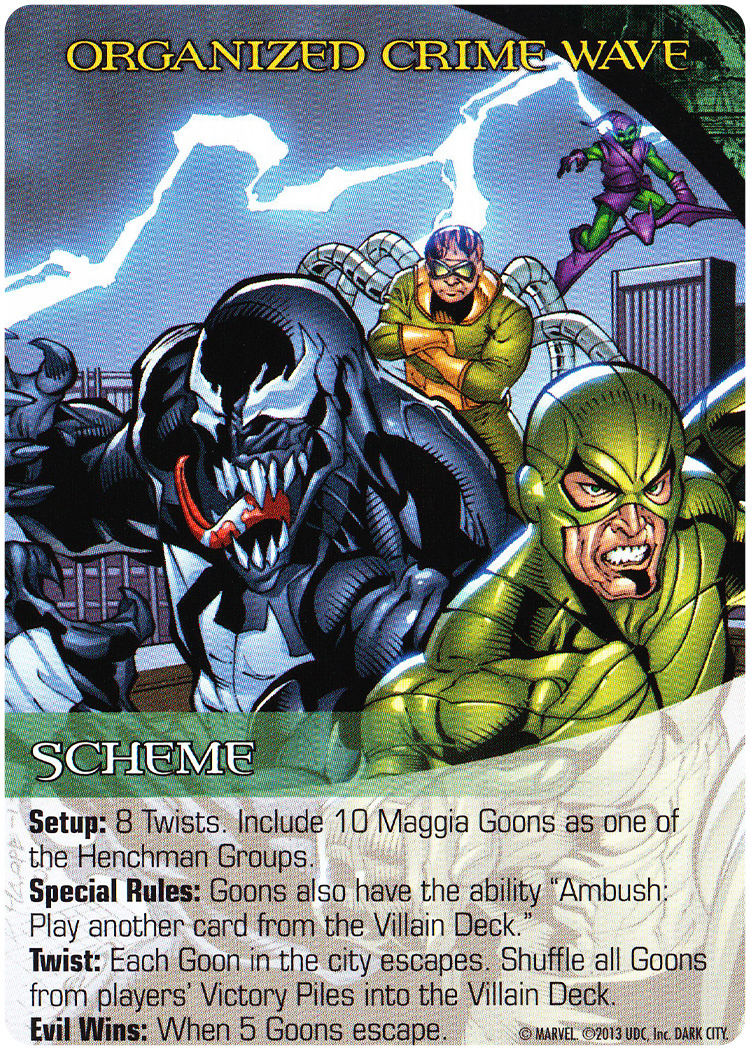 ORGANIZED CRIME WAVE
SCHEME
Setup: 8 Twists. Include 10 Maggia Goons as one of
the Henchman Groups.
Special Rules: Goons also have the ability “Ambush:
Play another card from the Villain Deck.”
Twist: Each Goon in the city escapes. Shuffle all Goons
from players’ Victory Piles into the Villain Deck.
Evil Wins: When 5 Goons escape.
© MARVEL. ©2013 UDC, Inc. DARK CITY.